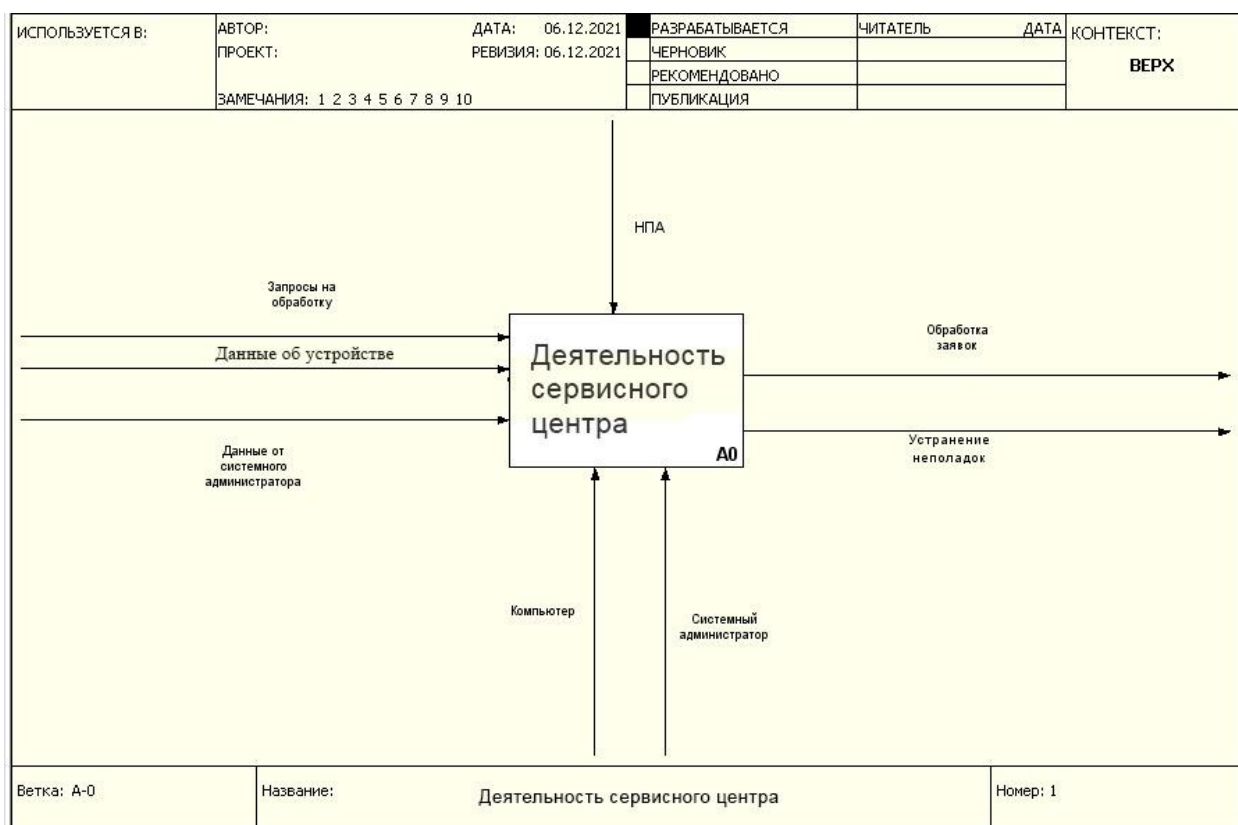 ИСПОЛЬЗУЕТСЯ В:
АВТОР:
ДАТА: 06.12.2021
ПРОЕКТ:
РЕВИЗИЯ: 06.12.2021
ЗАМЕЧАНИЯ: 1 2 3 4 5 6 7 8 9 10
РАЗРАБАТЫВАЕТСЯ
ЧЕРНОВИК
РЕКОМЕНДОВАНО
ПУБЛИКАЦИЯ
ЧИТАТЕЛЬ
ДАТА
КОНТЕКСТ:
ВЕРХ
НПА
Запросы на
обработку
Данные об устройстве
Данные от
системного
администратора
Деятельность
сервисного
центра
A0
Обработка
заявок
Устранение
неполадок
Компьютер
Системный
администратор
Ветка: A-0
Название:
Деятельность сервисного центра
Номер: 1